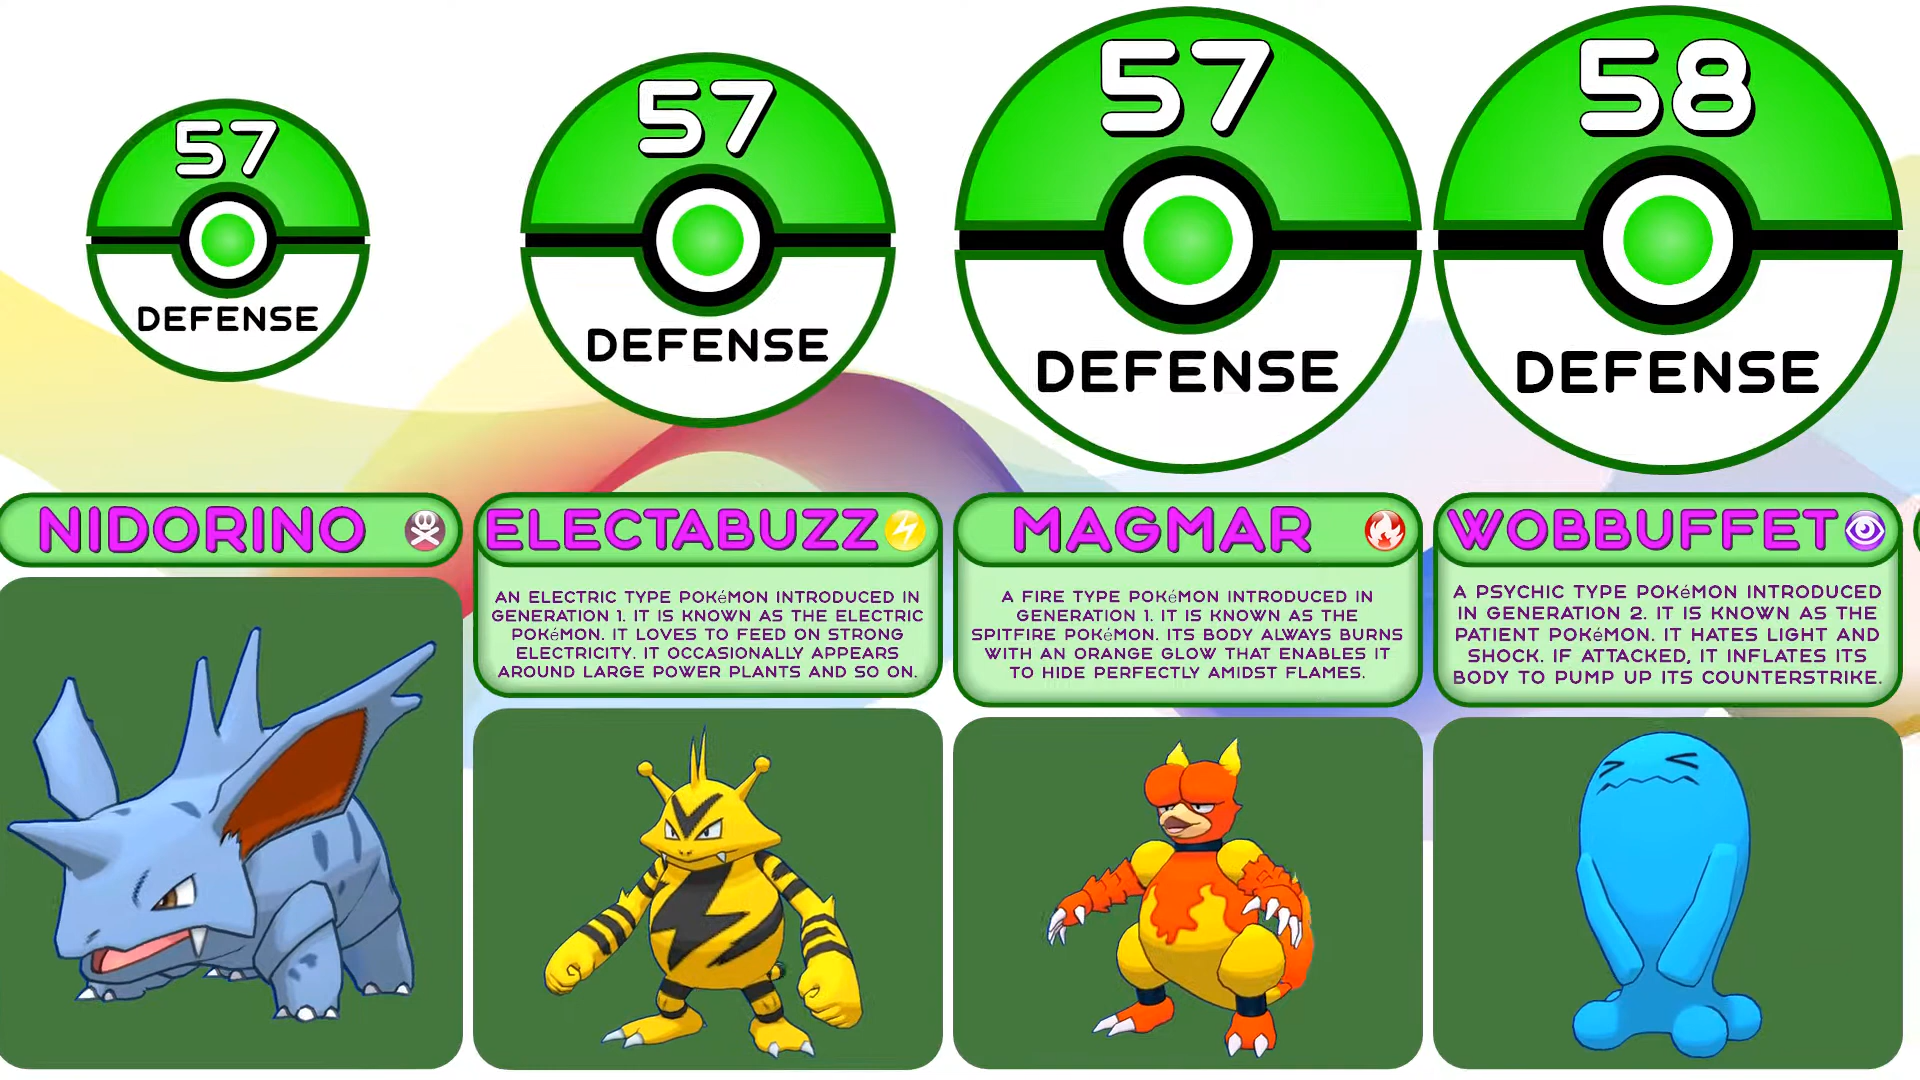 57
DEFENSE
57
DEFENSE
57
DEFENSE
58
DEFENSE
NIDORINO
ELECTABUZZ
AN ELECTRIC TYPE POKéMON INTRODUCED IN
GENERATION 1. IT IS KNOWN AS THE ELECTRIC
POKéMON. IT LOVES TO FEED ON STRONG
ELECTRICITY. IT OCCASIONALLY APPEARS
AROUND LARGE POWER PLANTS AND SO ON.
MAGMAR
A FIRE TYPE POKéMON INTRODUCED IN
GENERATION 1. IT IS KNOWN AS THE
SPITFIRE POKéMON. ITS BODY ALWAYS BURNS
WITH AN ORANGE GLOW THAT ENABLES IT
TO HIDE PERFECTLY AMIDST FLAMES.
WOBBUFFET
A PSYCHIC TYPE POKéMON INTRODUCED
IN GENERATION 2. IT IS KNOWN AS THE
PATIENT POKéMON. IT HATES LIGHT AND
SHOCK. IF ATTACKED, IT INFLATES ITS
BODY TO PUMP UP ITS COUNTERSTRIKE.